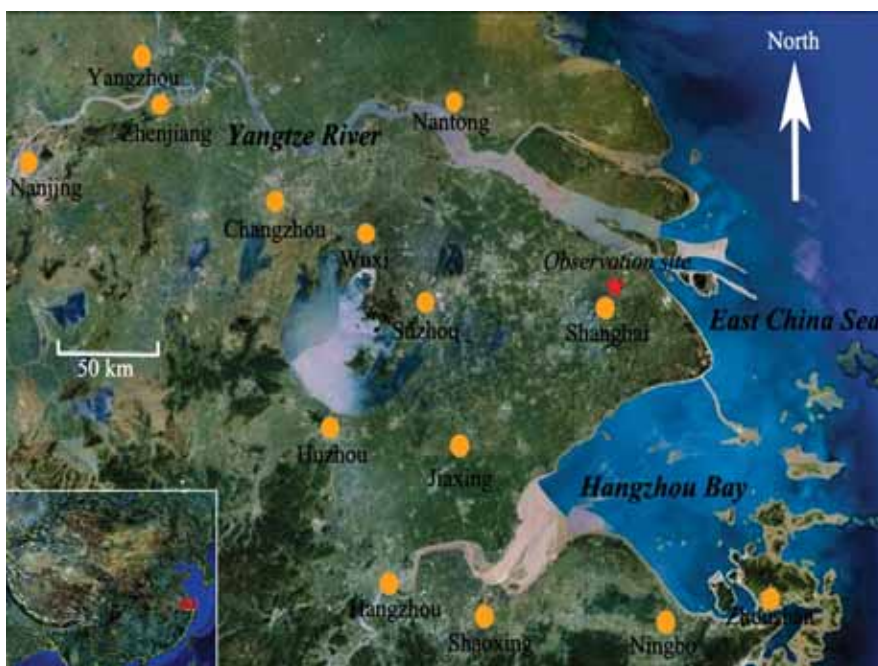 North
Yangzhou
Zhenjiang
Yangtze River
Nantong
Nanjing
Changzhou
Wuxi
Observation site
Suzhou
Shanghai
East China Sea
50 km
Huzhou
Jiaxing
Hangzhou Bay
Hangzhou
Shaoxing
Ningbo
Zhoushan